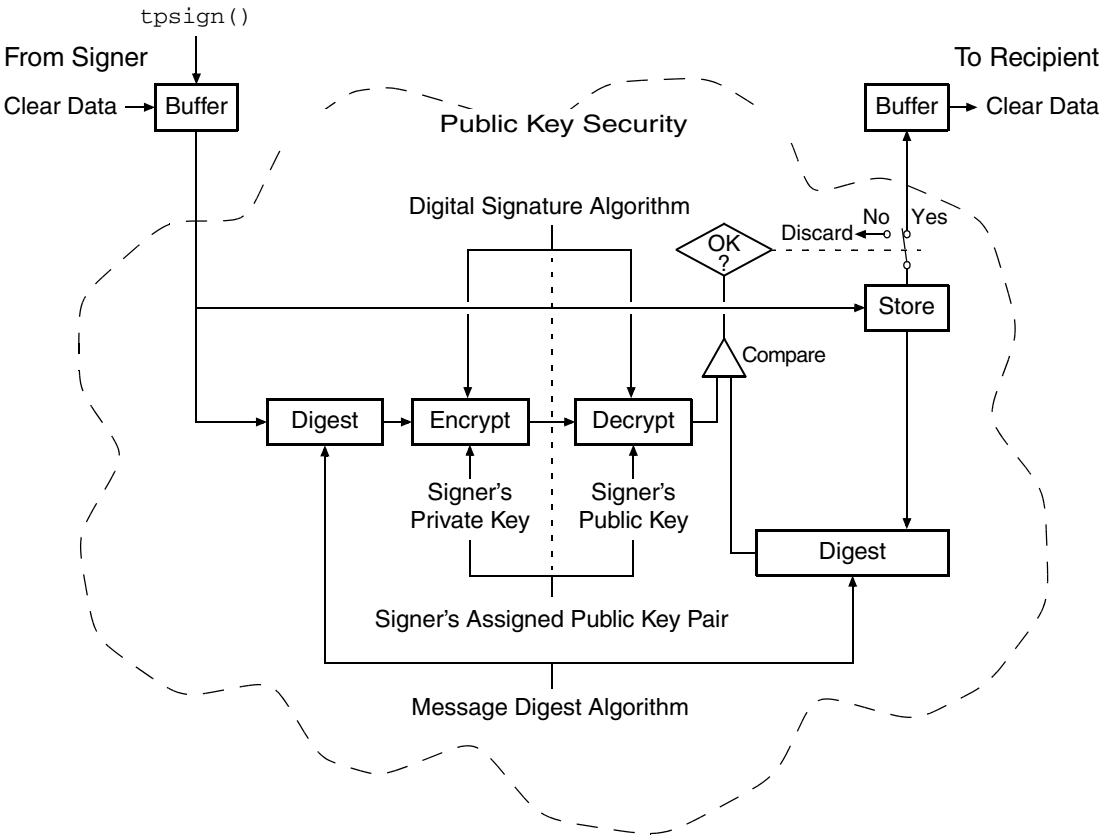 tpsign()
From Signer
To Recipient
Clear Data
Buffer
Buffer
Clear Data
Public Key Security
Digital Signature Algorithm
No
Yes
Discard
OK
?
Store
Compare
Digest
Encrypt
Decrypt
Signer’s
Private Key
Signer’s
Public Key
Digest
Signer’s Assigned Public Key Pair
Message Digest Algorithm